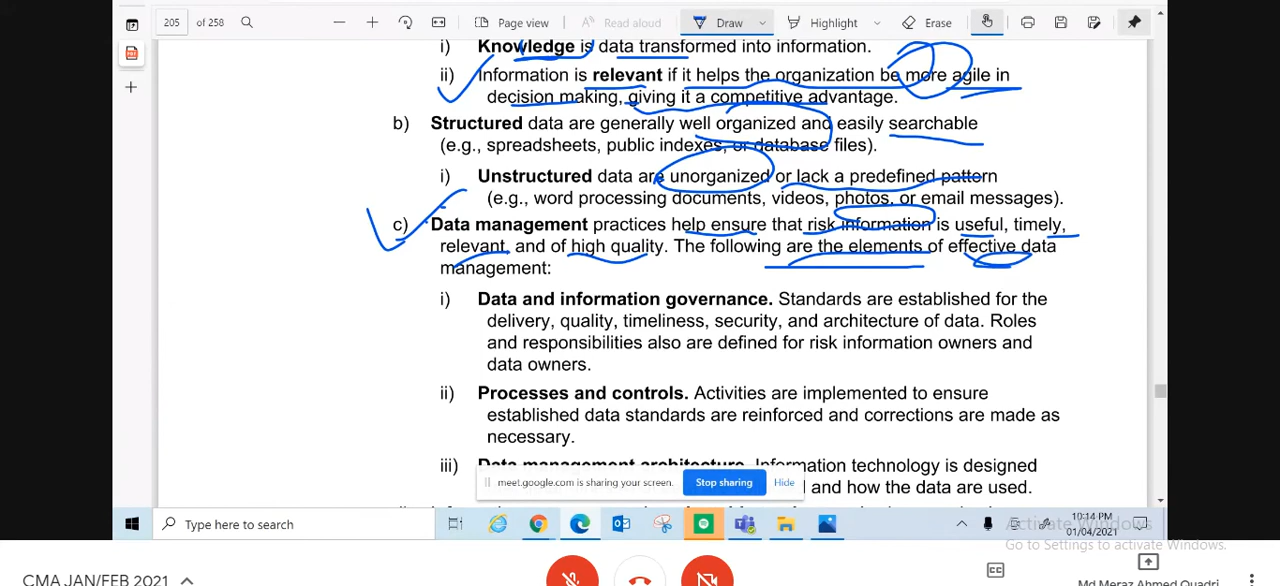 205 of 258 Page view Read aloud Draw Highlight Erase
i) Knowledge is data transformed into information.
ii) Information is relevant if it helps the organization be more agile in
decision making, giving it a competitive advantage.
b) Structured data are generally well organized and easily searchable
(e.g., spreadsheets, public indexes, or database files).
i) Unstructured data are unorganized or lack a predefined pattern
(e.g., word processing documents, videos, photos, or email messages).
c) Data management practices help ensure that risk information is useful, timely,
relevant, and of high quality. The following are the elements of effective data
management:
i) Data and information governance. Standards are established for the
delivery, quality, timeliness, security, and architecture of data. Roles
and responsibilities also are defined for risk information owners and
data owners.
ii) Processes and controls. Activities are implemented to ensure
established data standards are reinforced and corrections are made as
necessary.
iii) Data management architecture. Information technology is designed
meet.google.com is sharing your screen. Stop sharing Hide
and how the data are used.
Type here to search
10:14 PM
01/04/2021
Activate Windows
Go to Settings to activate Windows.
CMA JAN/FEB 2021
Md Meraz Ahmed Quadri